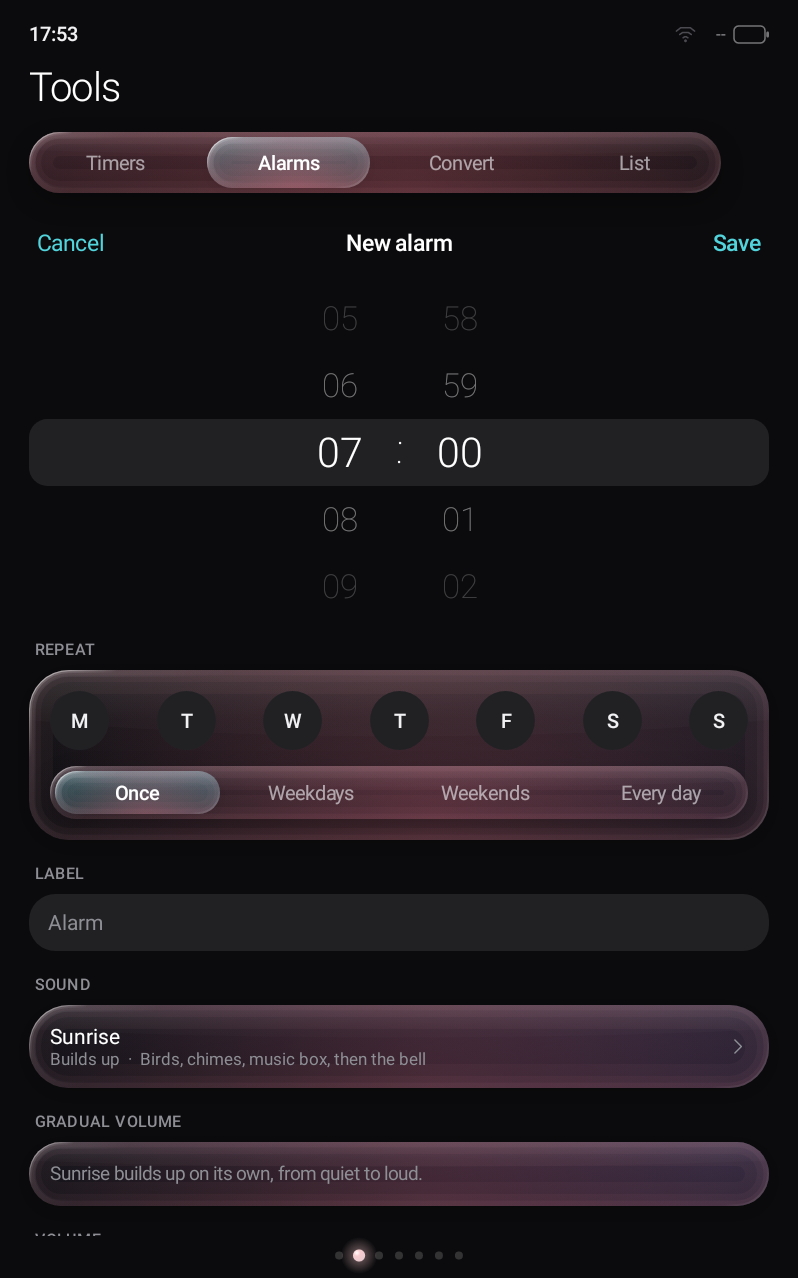 17:53
--
Tools
Timers Alarms Convert List
Cancel New alarm Save
05 58
06 59
07 : 00
08 01
09 02
REPEAT
M T W T F S S
Once Weekdays Weekends Every day
LABEL
Alarm
SOUND
Sunrise
Builds up · Birds, chimes, music box, then the bell
GRADUAL VOLUME
Sunrise builds up on its own, from quiet to loud.